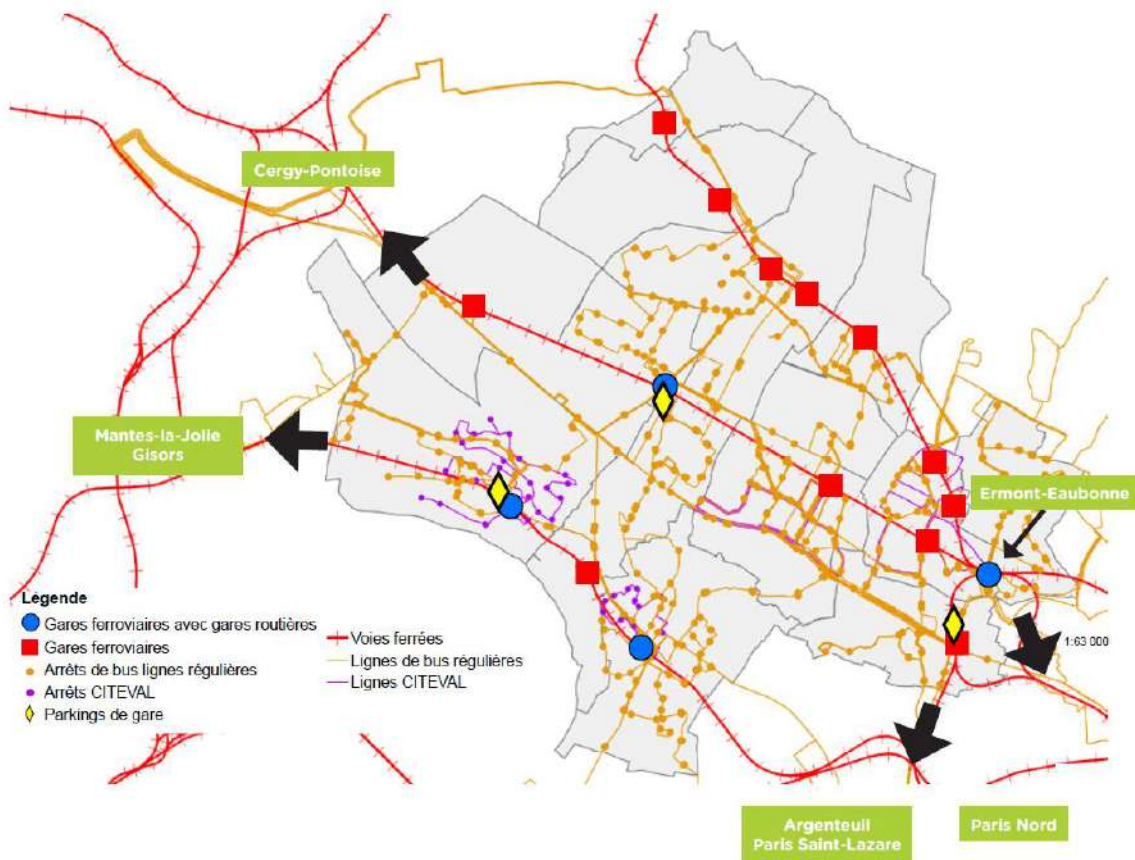 Cergy-Pontoise
Mantes-la-Jolie
Gisors
Ermont-Eaubonne
Légende
Gares ferroviaires avec gares routières
Gares ferroviaires
Arrêts de bus lignes régulières
Arrêts CITEVAL
Parkings de gare
Voies ferrées
Lignes de bus régulières
Lignes CITEVAL
1:63 000
Argenteuil
Paris Saint-Lazare
Paris Nord